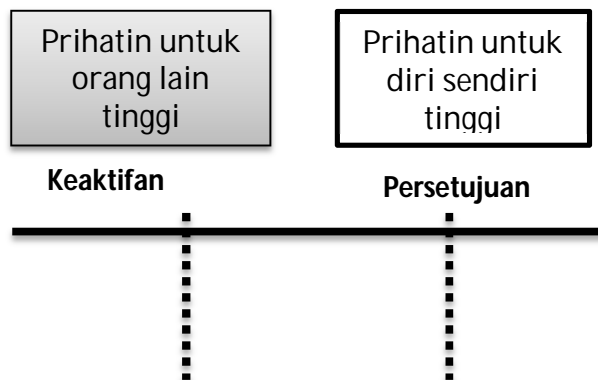 Prihatin untuk
orang lain
tinggi
Prihatin untuk
diri sendiri
tinggi
Keaktifan
Persetujuan